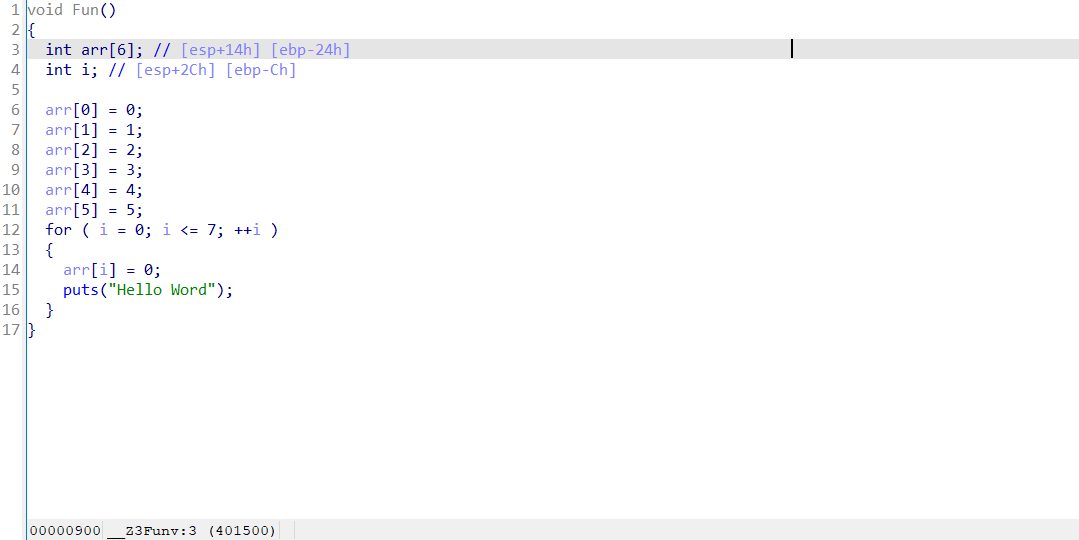 1 void Fun()
2 {
3   int arr[6]; // [esp+14h] [ebp-24h]
4   int i; // [esp+2Ch] [ebp-Ch]
5
6   arr[0] = 0;
7   arr[1] = 1;
8   arr[2] = 2;
9   arr[3] = 3;
10   arr[4] = 4;
11   arr[5] = 5;
12   for ( i = 0; i <= 7; ++i )
13   {
14     arr[i] = 0;
15     puts("Hello Word");
16   }
17 }
00000900 __Z3Funv:3 (401500)